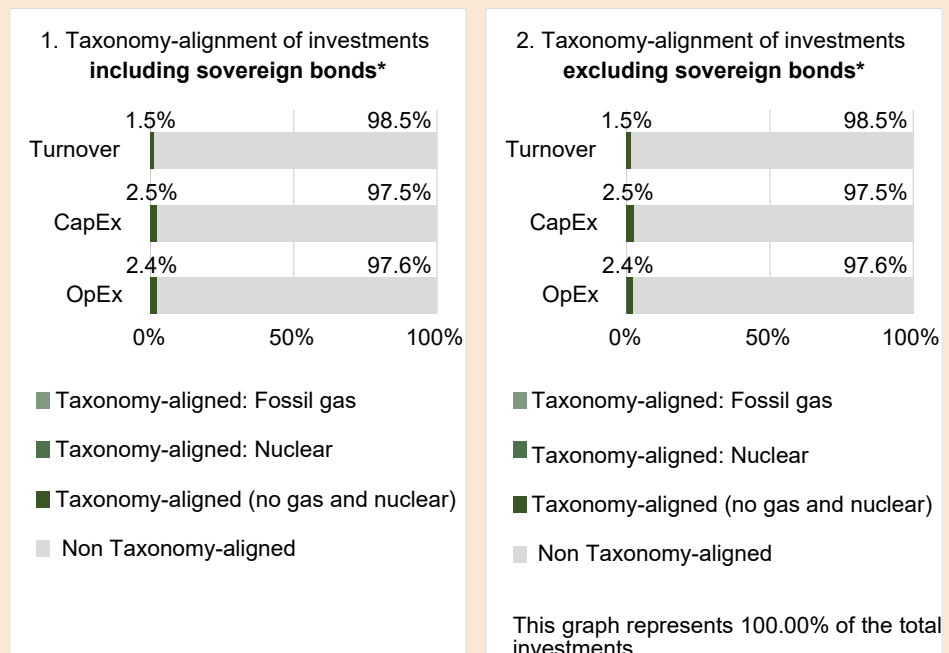 1. Taxonomy-alignment of investments
including sovereign bonds*
1.5% 98.5%
Turnover
2.5% 97.5%
CapEx
2.4% 97.6%
OpEx
0% 50% 100%
Taxonomy-aligned: Fossil gas
Taxonomy-aligned: Nuclear
Taxonomy-aligned (no gas and nuclear)
Non Taxonomy-aligned
2. Taxonomy-alignment of investments
excluding sovereign bonds*
1.5% 98.5%
Turnover
2.5% 97.5%
CapEx
2.4% 97.6%
OpEx
0% 50% 100%
Taxonomy-aligned: Fossil gas
Taxonomy-aligned: Nuclear
Taxonomy-aligned (no gas and nuclear)
Non Taxonomy-aligned
This graph represents 100.00% of the total
investments